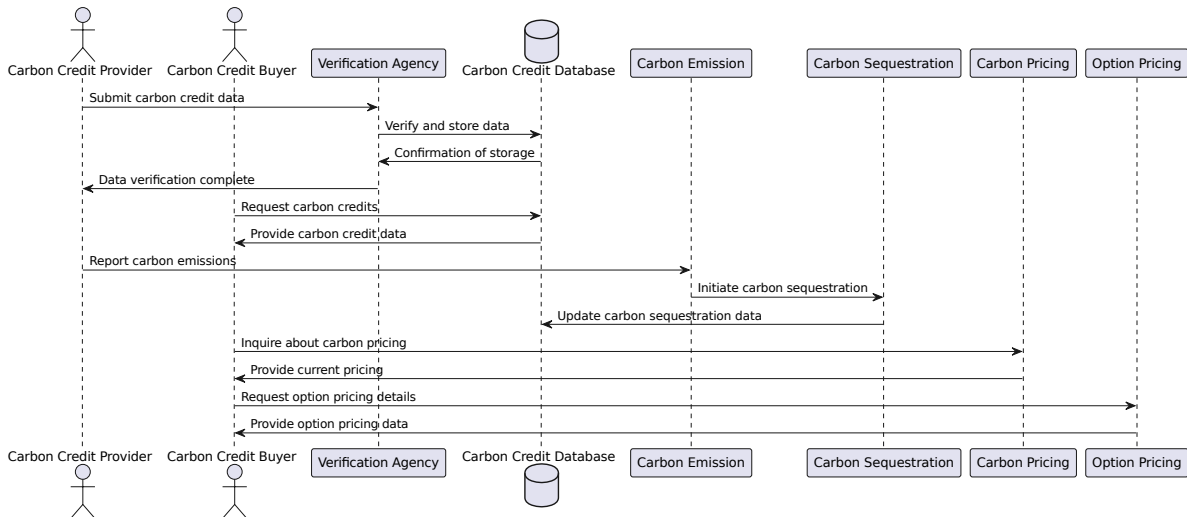 Carbon Credit Provider
Carbon Credit Buyer
Verification Agency
Carbon Credit Database
Carbon Emission
Carbon Sequestration
Carbon Pricing
Option Pricing
Submit carbon credit data
Verify and store data
Confirmation of storage
Data verification complete
Request carbon credits
Provide carbon credit data
Report carbon emissions
Initiate carbon sequestration
Update carbon sequestration data
Inquire about carbon pricing
Provide current pricing
Request option pricing details
Provide option pricing data
Carbon Credit Provider
Carbon Credit Buyer
Verification Agency
Carbon Credit Database
Carbon Emission
Carbon Sequestration
Carbon Pricing
Option Pricing